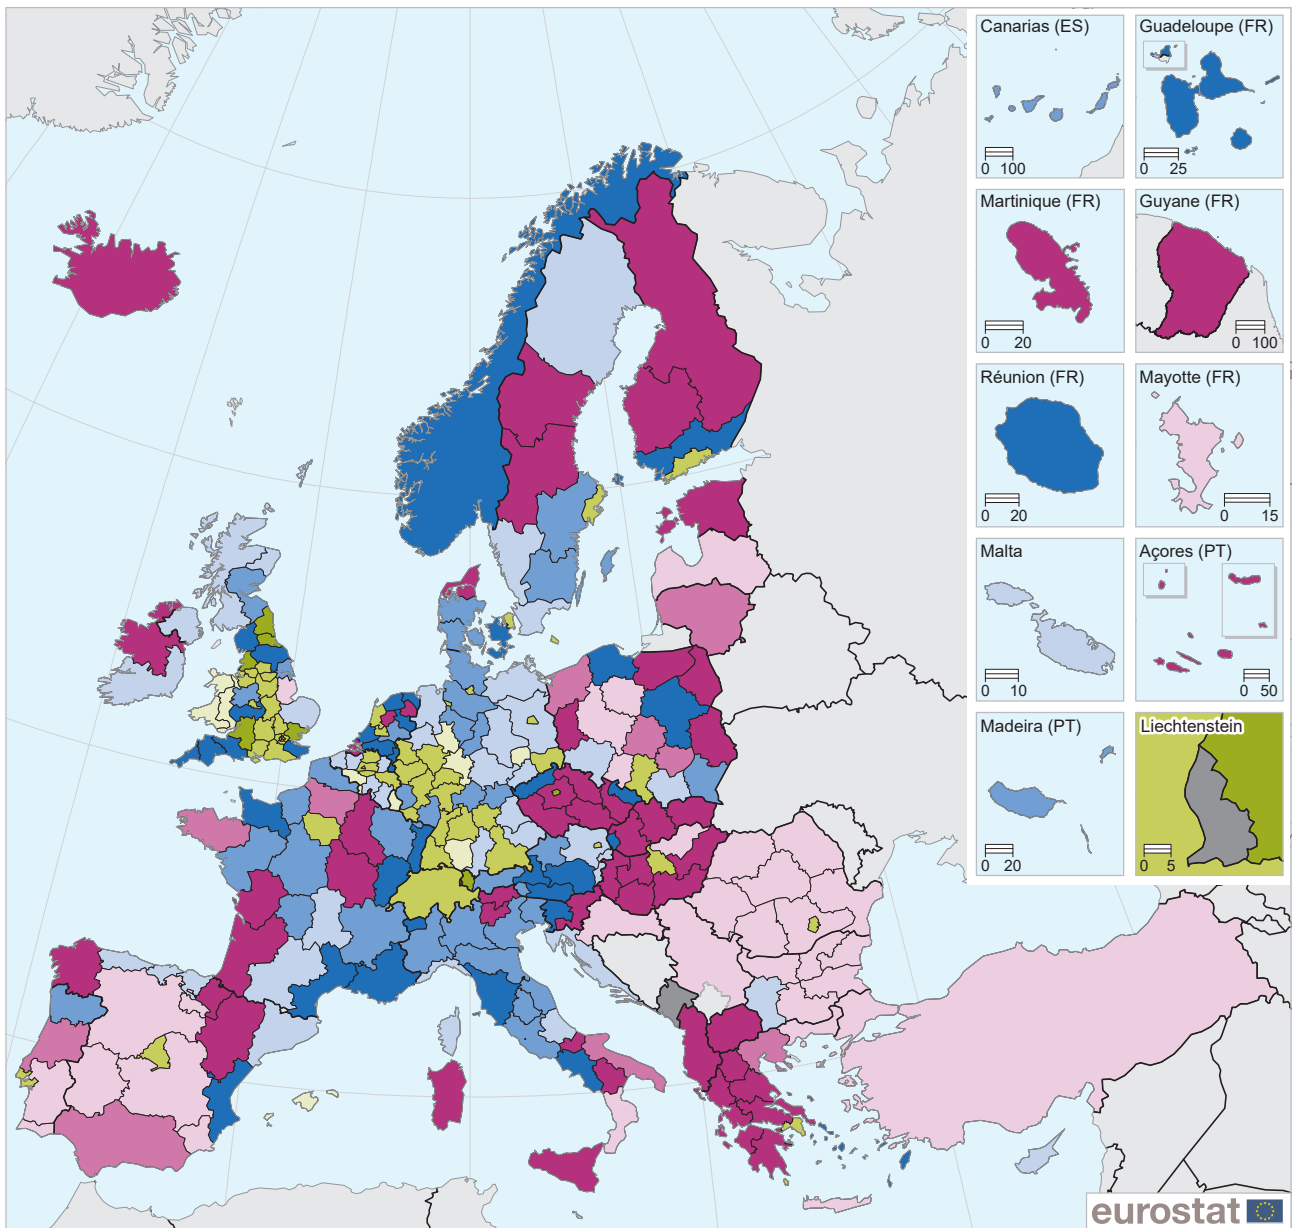 Canarias (ES)
0 100
Guadeloupe (FR)
0 25
Martinique (FR)
0 20
Guyane (FR)
0 100
Réunion (FR)
0 20
Mayotte (FR)
0 15
Malta
0 10
Açores (PT)
0 50
Madeira (PT)
0 20
Liechtenstein
0 5
eurostat